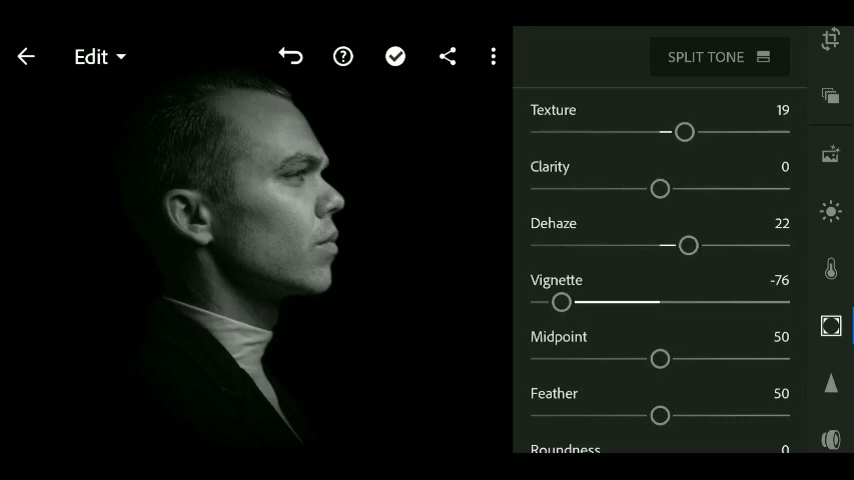 Edit
SPLIT TONE
Texture 19
Clarity 0
Dehaze 22
Vignette -76
Midpoint 50
Feather 50
Roundness 0